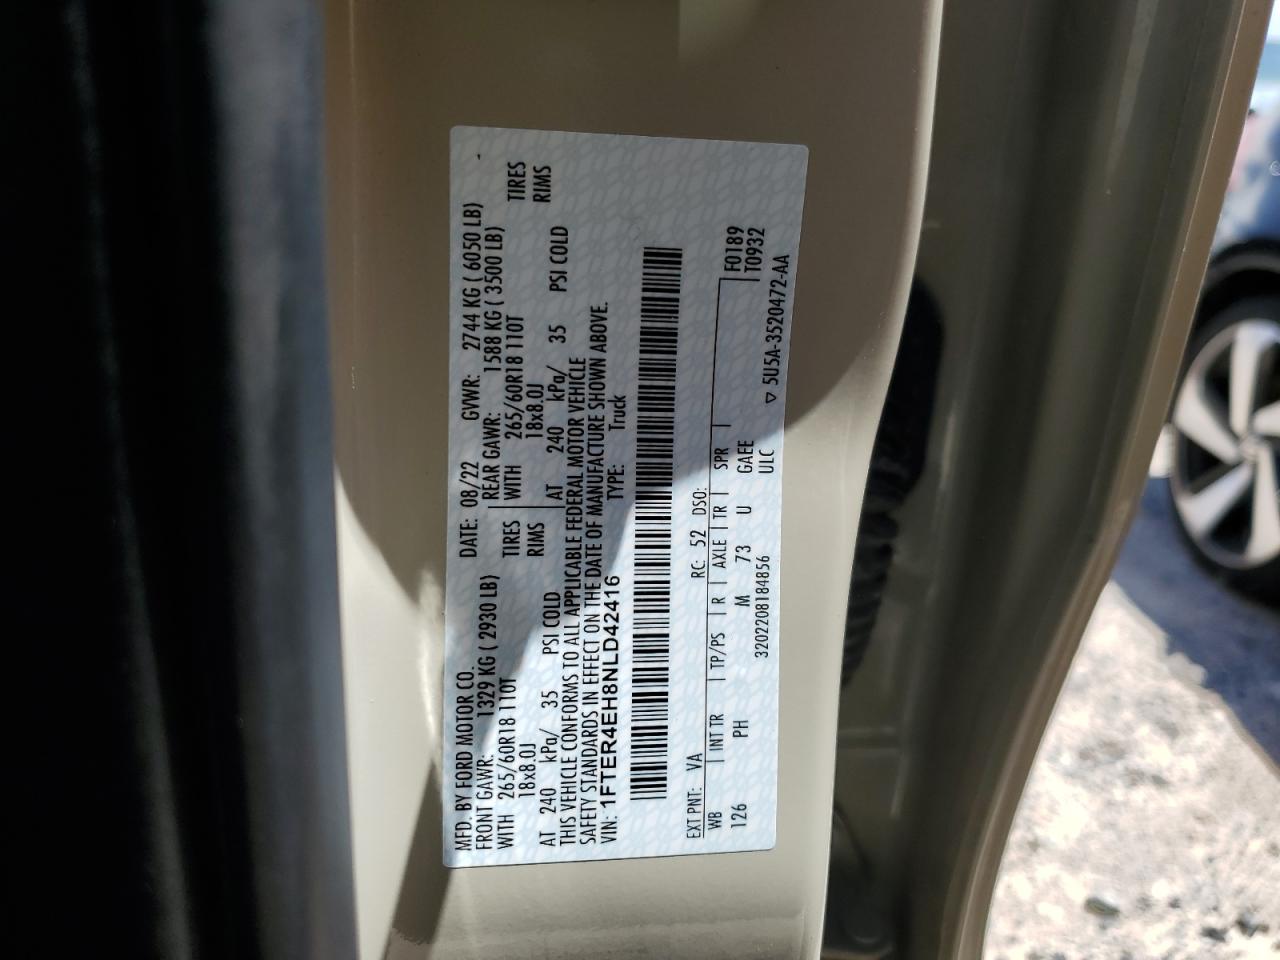 MFD. BY FORD MOTOR CO. DATE: 08/22 GVWR: 2744 KG ( 6050 LB)
FRONT GAWR: 1329 KG ( 2930 LB) REAR GAWR: 1588 KG ( 3500 LB)
WITH 265/60R18 110T TIRES WITH 265/60R18 110T TIRES
18x8.0J RIMS 18x8.0J RIMS
AT 240 kPa/ 35 PSI COLD AT 240 kPa/ 35 PSI COLD
THIS VEHICLE CONFORMS TO ALL APPLICABLE FEDERAL MOTOR VEHICLE
SAFETY STANDARDS IN EFFECT ON THE DATE OF MANUFACTURE SHOWN ABOVE.
VIN: 1FTER4EH8NLD42416 TYPE: Truck
EXT PNT: VA RC: 52 DSO: F0189
WB INT TR TP/PS R AXLE TR SPR T0932
126 PH M 73 U GAEE
3202208184856 ULC
▽ 5U5A-3520472-AA